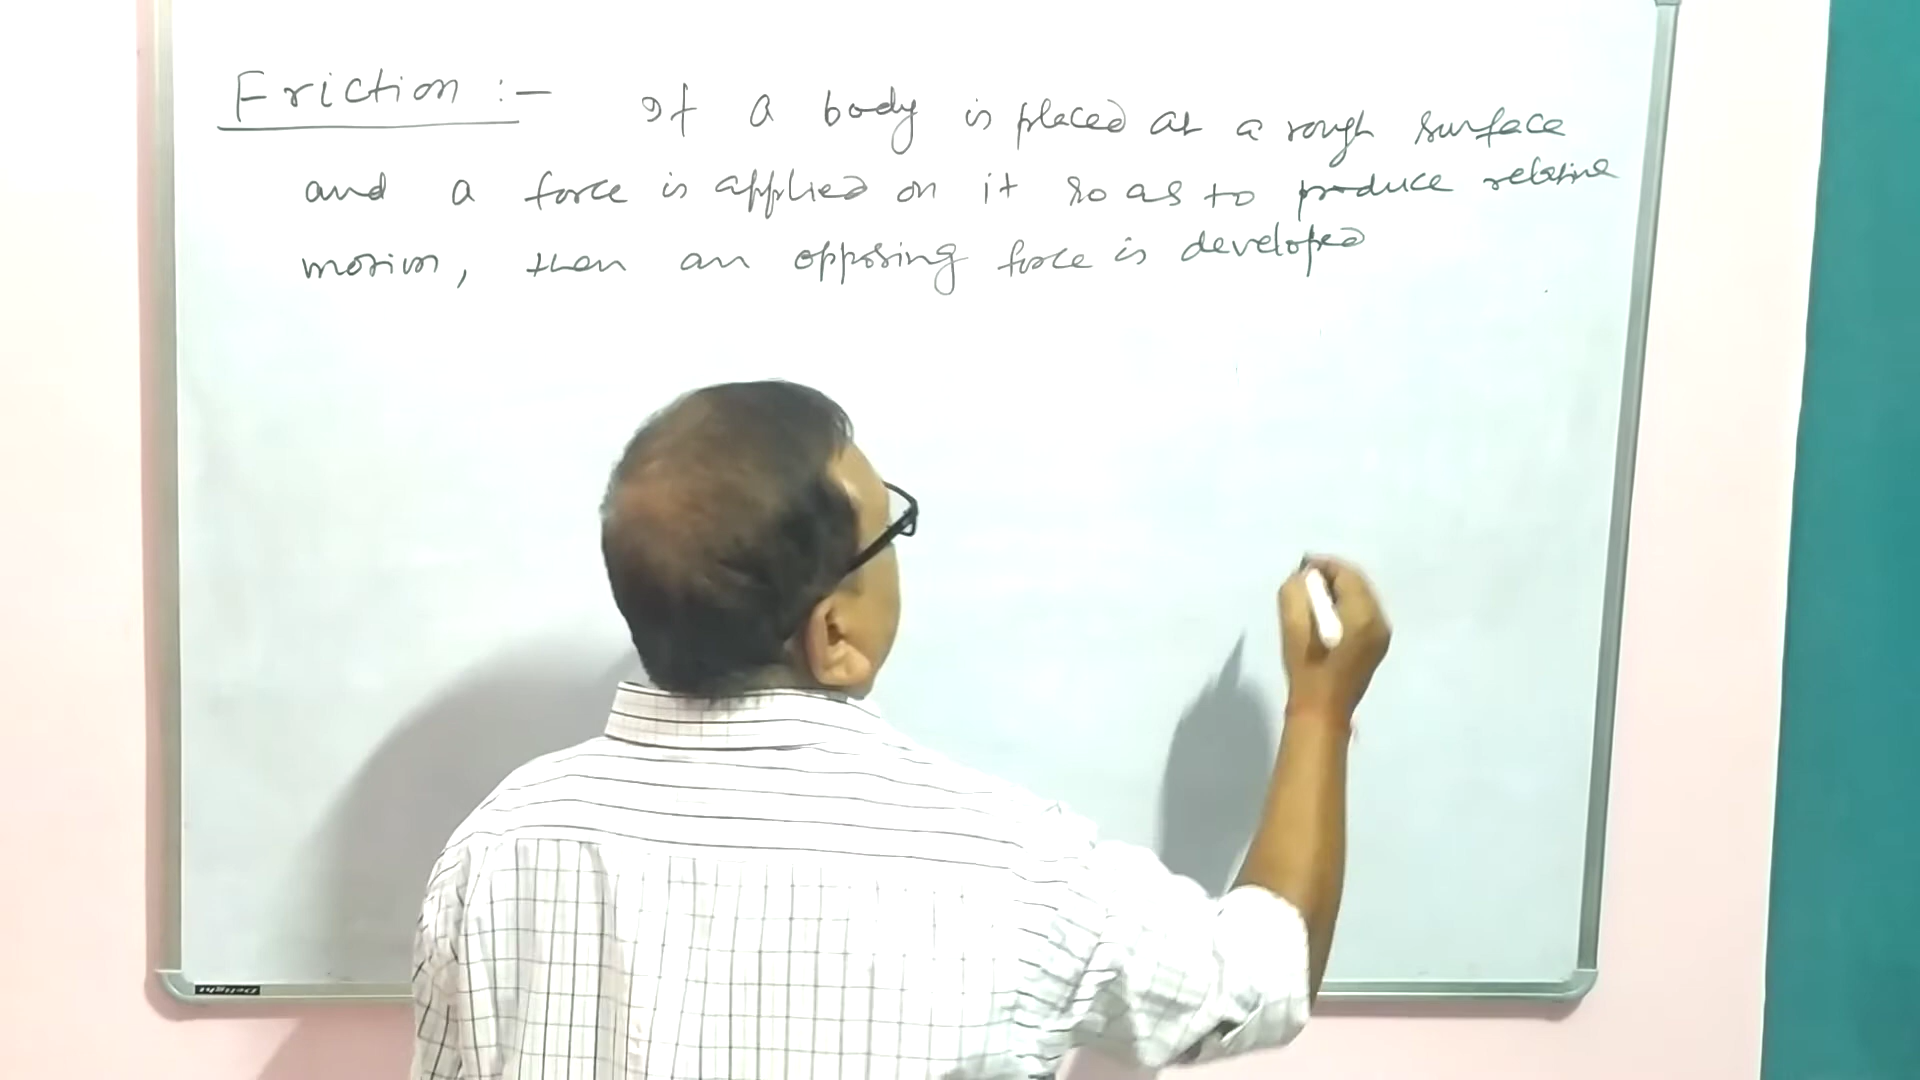 Friction :- If a body is placed at a rough surface
and a force is applied on it so as to produce relative
motion, then an opposing force is developed
Delight